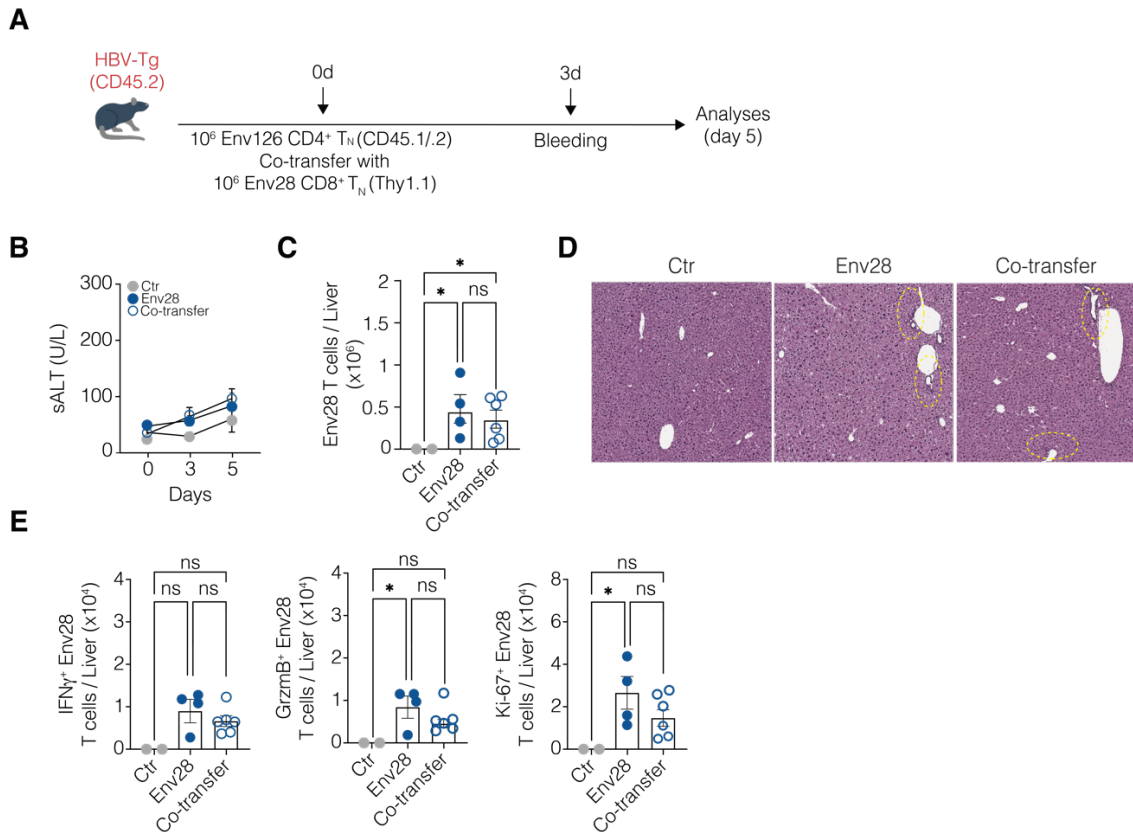 A
HBV-Tg
(CD45.2)
0d
3d
10⁶ Env126 CD4⁺ T_N (CD45.1/.2)
Co-transfer with
10⁶ Env28 CD8⁺ T_N (Thy1.1)
Bleeding
Analyses
(day 5)
B
sALT (U/L)
300
200
100
0
Ctr
Env28
Co-transfer
0 3 5
Days
C
Env28 T cells / Liver
(x10⁶)
2
1.5
1
0.5
0
*
* ns
Ctr
Env28
Co-transfer
D
Ctr Env28 Co-transfer
E
IFNγ⁺ Env28
T cells / Liver (x10⁴)
4
3
2
1
0
ns
ns ns
Ctr
Env28
Co-transfer
GrzmB⁺ Env28
T cells / Liver (x10⁴)
4
3
2
1
0
ns
* ns
Ctr
Env28
Co-transfer
Ki-67⁺ Env28
T cells / Liver (x10⁴)
4
3
2
1
0
ns
* ns
Ctr
Env28
Co-transfer